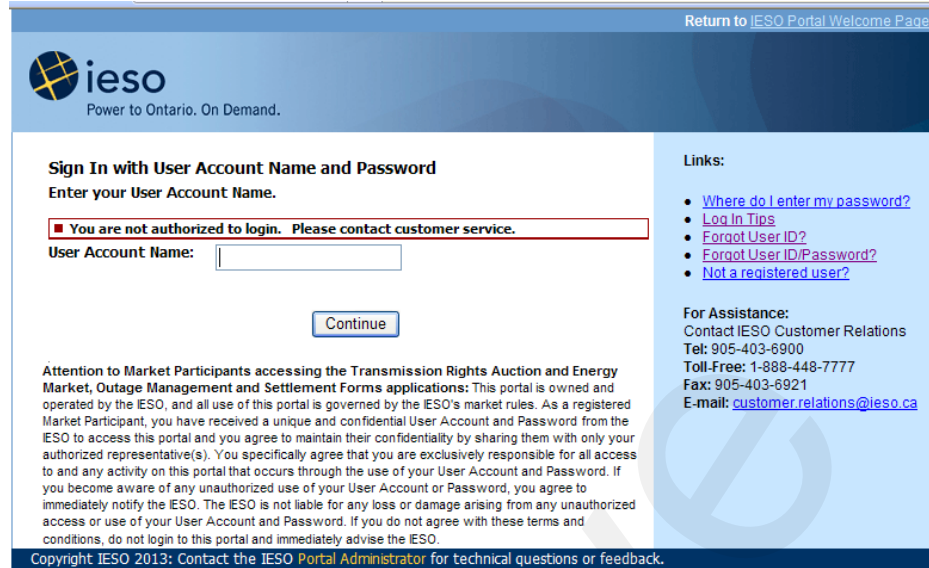 Return to IESO Portal Welcome Page
ieso
Power to Ontario. On Demand.
Sign In with User Account Name and Password
Enter your User Account Name.
You are not authorized to login. Please contact customer service.
User Account Name:
Continue
Attention to Market Participants accessing the Transmission Rights Auction and Energy
Market, Outage Management and Settlement Forms applications: This portal is owned and
operated by the IESO, and all use of this portal is governed by the IESO's market rules. As a registered
Market Participant, you have received a unique and confidential User Account and Password from the
IESO to access this portal and you agree to maintain their confidentiality by sharing them with only your
authorized representative(s). You specifically agree that you are exclusively responsible for all access
to and any activity on this portal that occurs through the use of your User Account and Password. If
you become aware of any unauthorized use of your User Account or Password, you agree to
immediately notify the IESO. The IESO is not liable for any loss or damage arising from any unauthorized
access or use of your User Account and Password. If you do not agree with these terms and
conditions, do not login to this portal and immediately advise the IESO.
Links:
Where do I enter my password?
Log In Tips
Forgot User ID?
Forgot User ID/Password?
Not a registered user?
For Assistance:
Contact IESO Customer Relations
Tel: 905-403-6900
Toll-Free: 1-888-448-7777
Fax: 905-403-6921
E-mail: customer.relations@ieso.ca
Copyright IESO 2013: Contact the IESO Portal Administrator for technical questions or feedback.